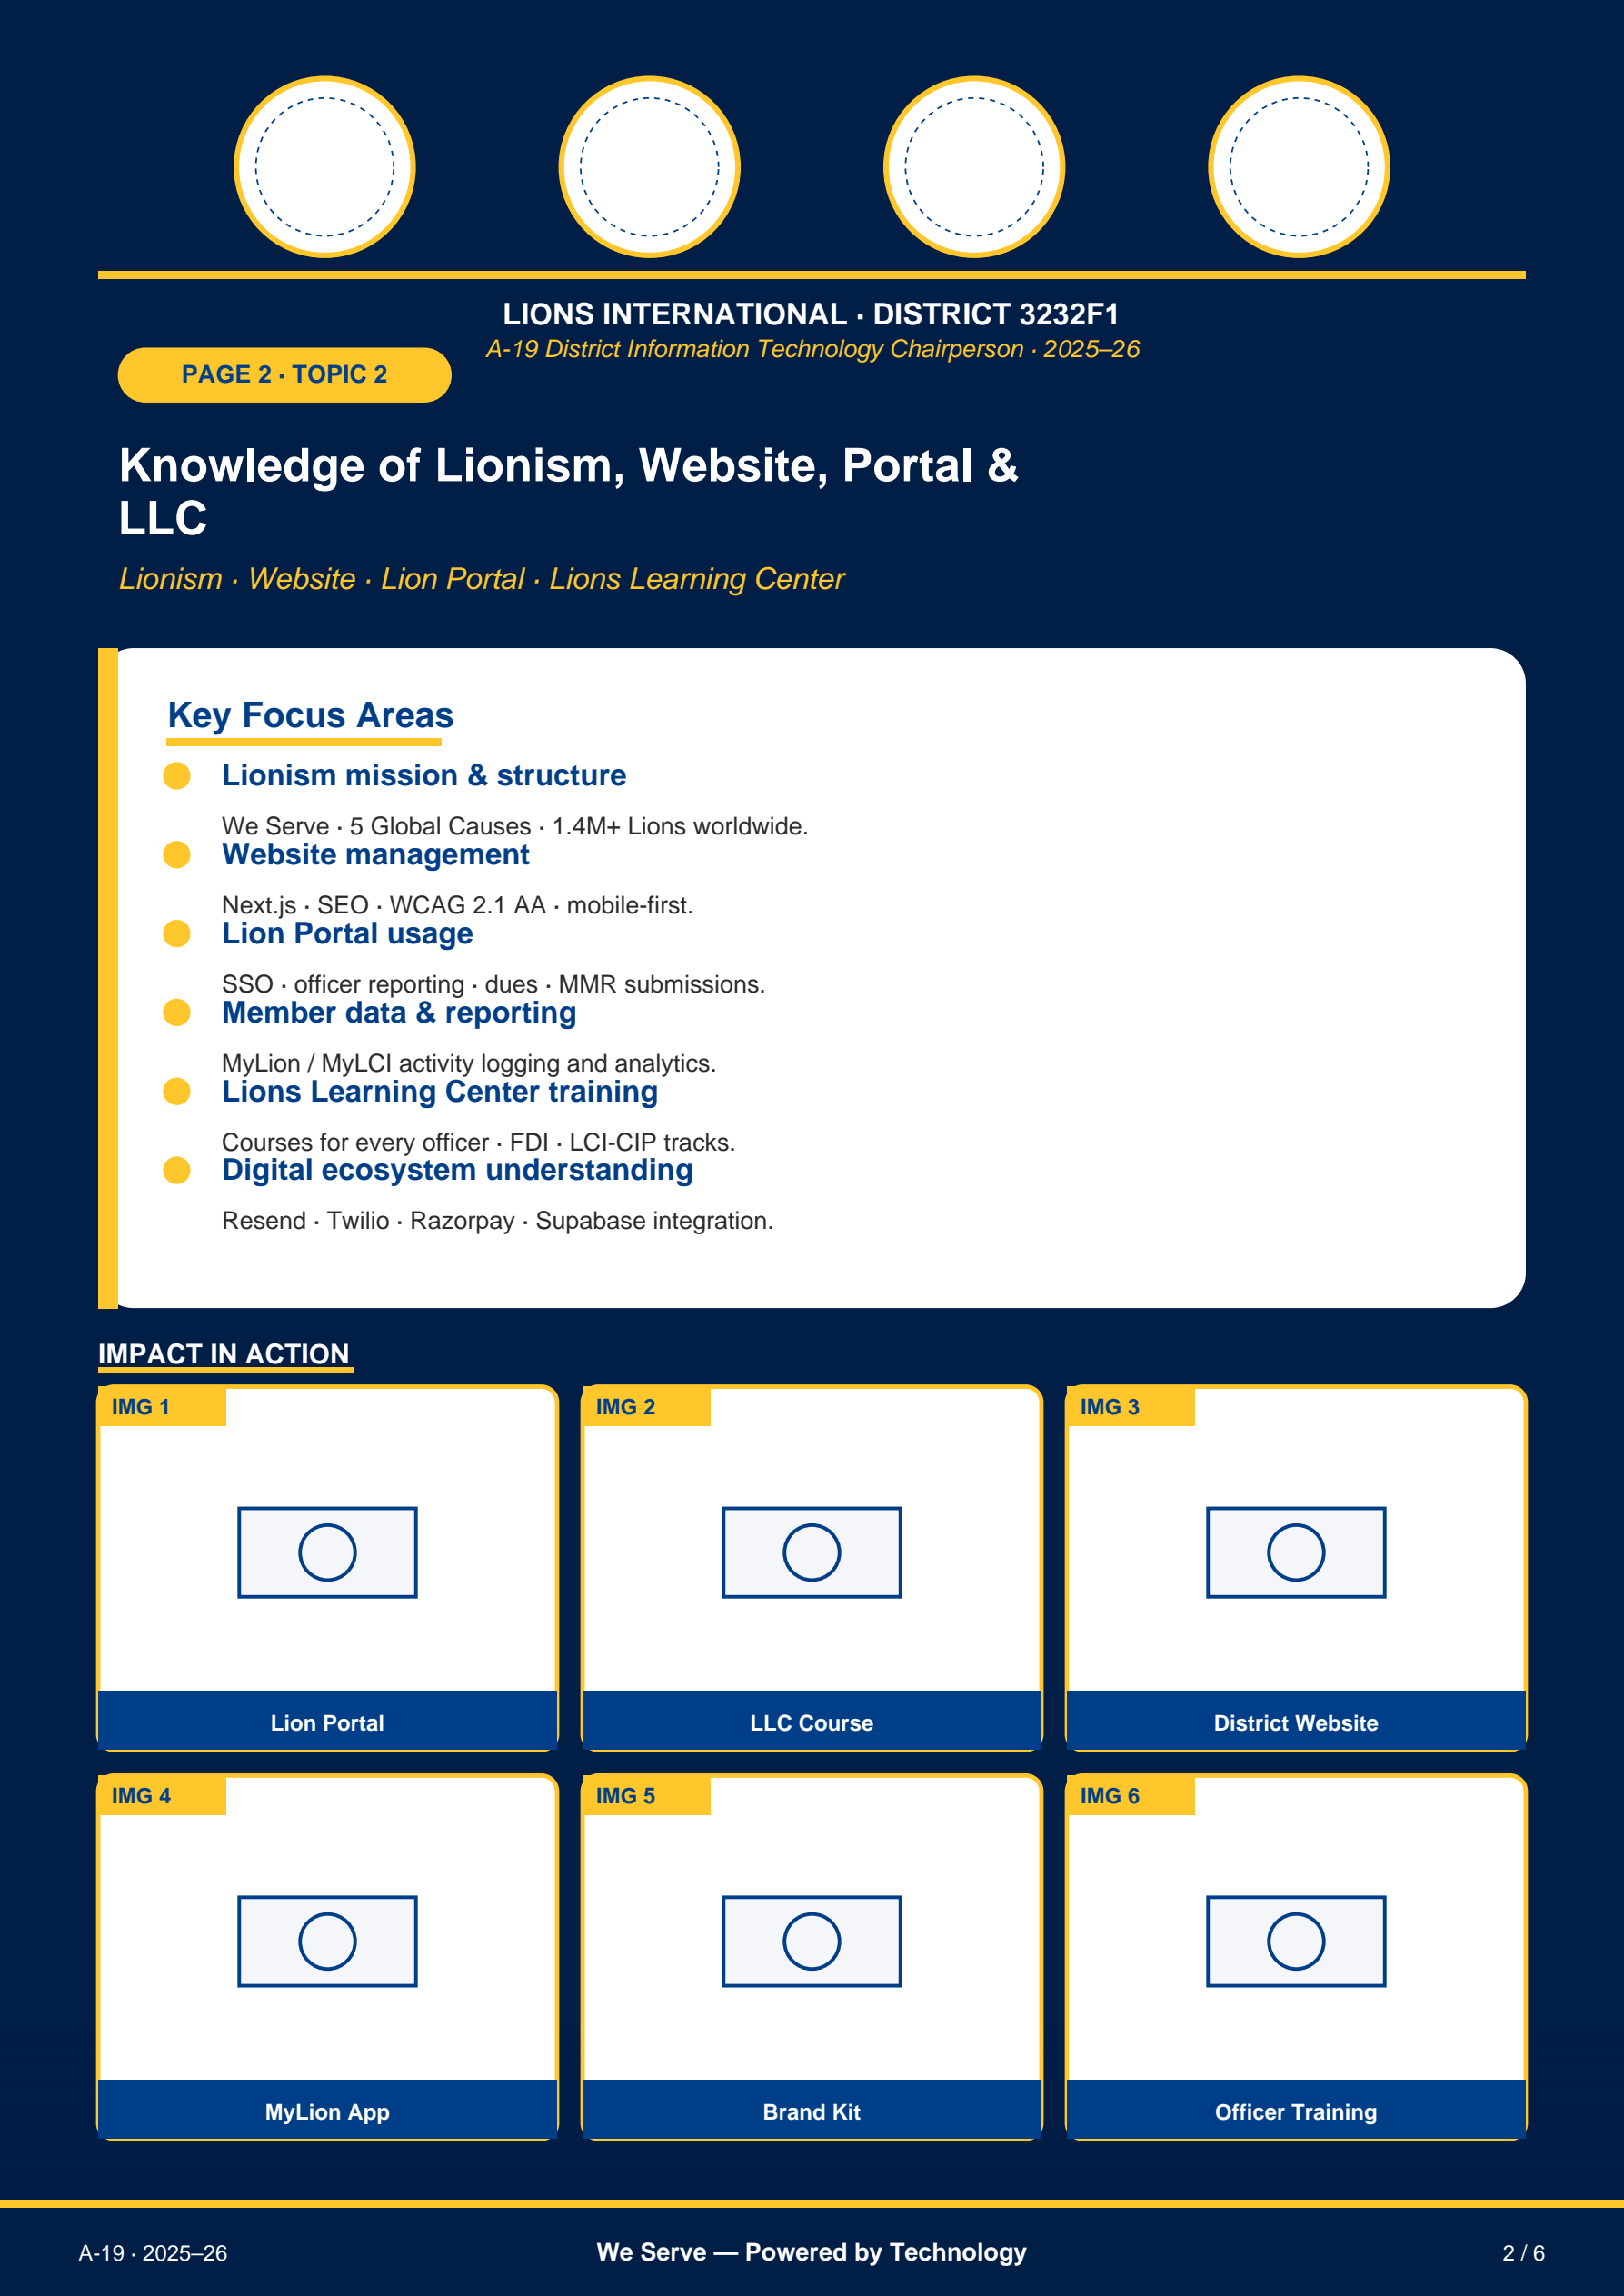 LIONS INTERNATIONAL · DISTRICT 3232F1
A-19 District Information Technology Chairperson · 2025–26
PAGE 2 · TOPIC 2
Knowledge of Lionism, Website, Portal &
LLC
Lionism · Website · Lion Portal · Lions Learning Center
Key Focus Areas
Lionism mission & structure
We Serve · 5 Global Causes · 1.4M+ Lions worldwide.
Website management
Next.js · SEO · WCAG 2.1 AA · mobile-first.
Lion Portal usage
SSO · officer reporting · dues · MMR submissions.
Member data & reporting
MyLion / MyLCI activity logging and analytics.
Lions Learning Center training
Courses for every officer · FDI · LCI-CIP tracks.
Digital ecosystem understanding
Resend · Twilio · Razorpay · Supabase integration.
IMPACT IN ACTION
IMG 1
IMG 2
IMG 3
Lion Portal
LLC Course
District Website
IMG 4
IMG 5
IMG 6
MyLion App
Brand Kit
Officer Training
A-19 · 2025–26
We Serve — Powered by Technology
2 / 6